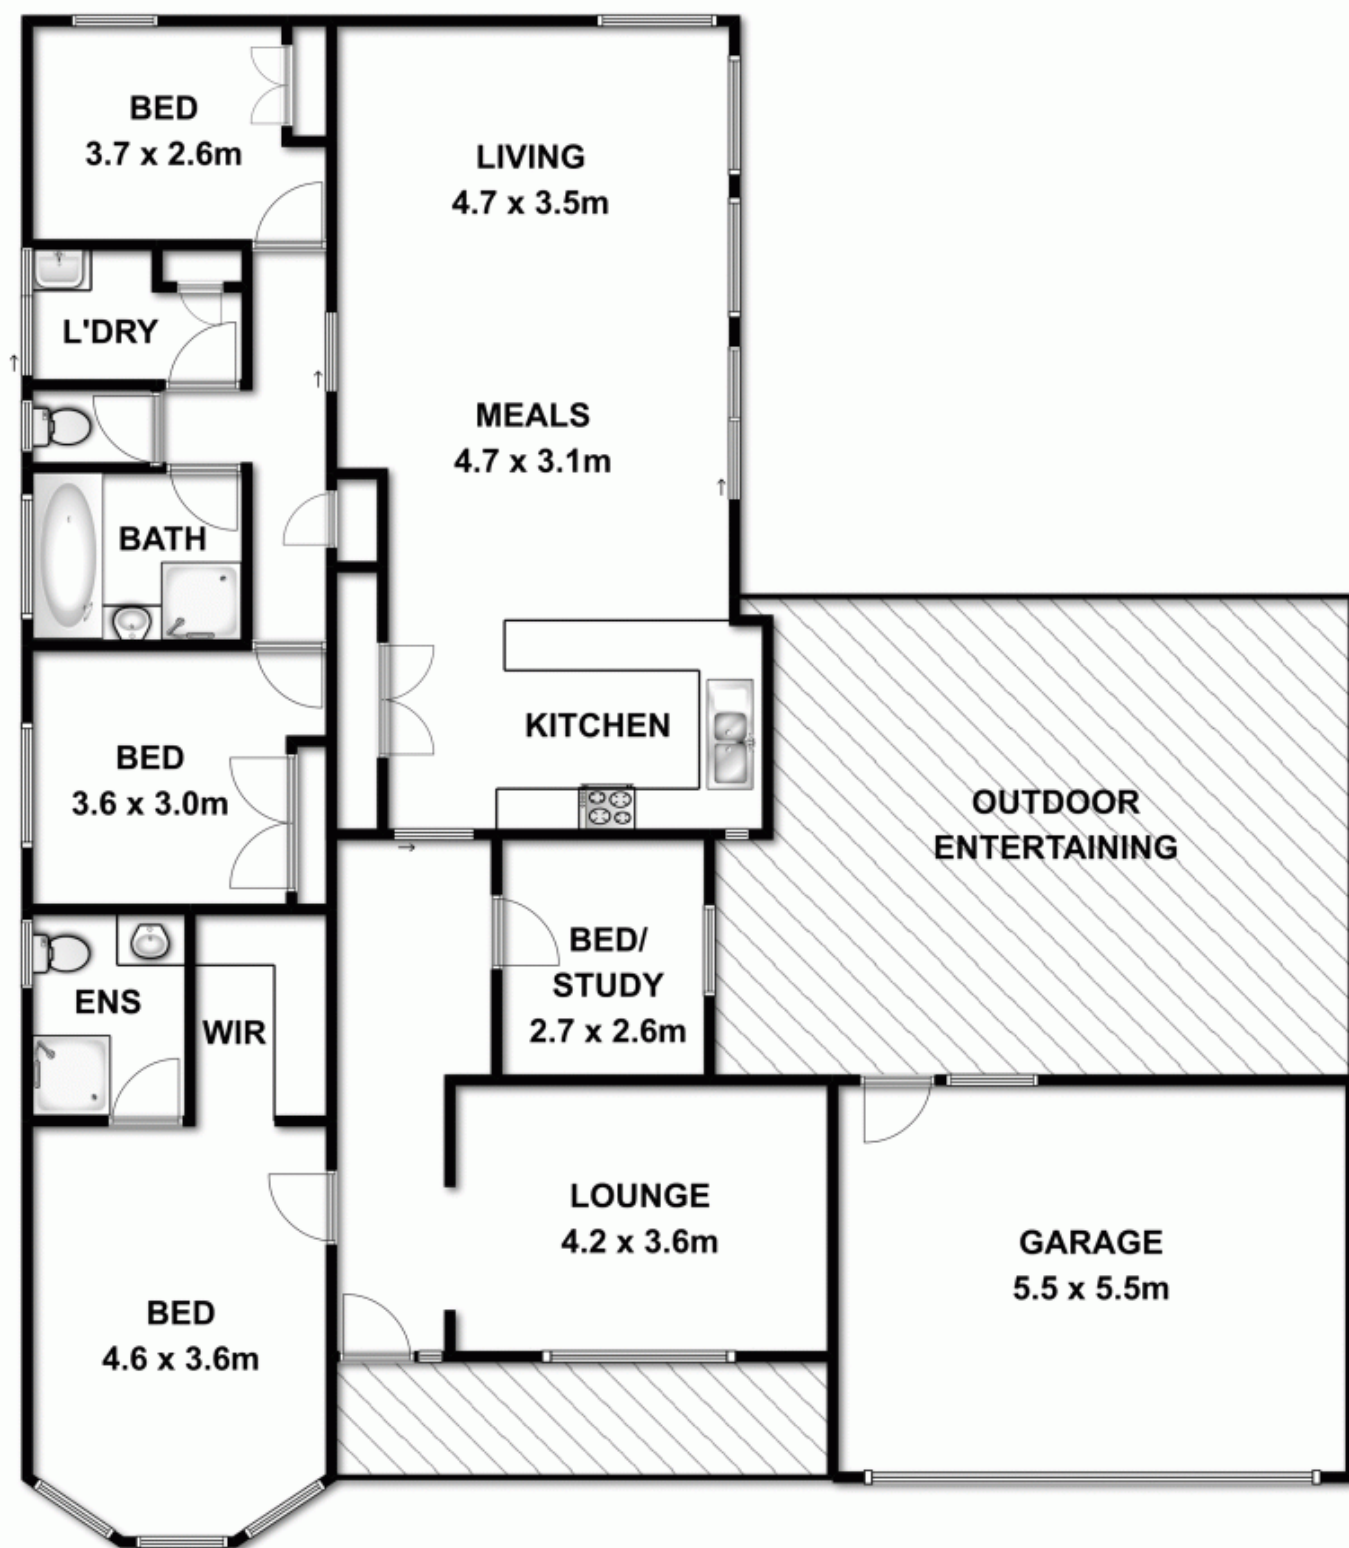 BED
3.7 x 2.6m
LIVING
4.7 x 3.5m
L'DRY
MEALS
4.7 x 3.1m
BATH
KITCHEN
BED
3.6 x 3.0m
OUTDOOR
ENTERTAINING
BED/
STUDY
2.7 x 2.6m
ENS
WIR
LOUNGE
4.2 x 3.6m
GARAGE
5.5 x 5.5m
BED
4.6 x 3.6m